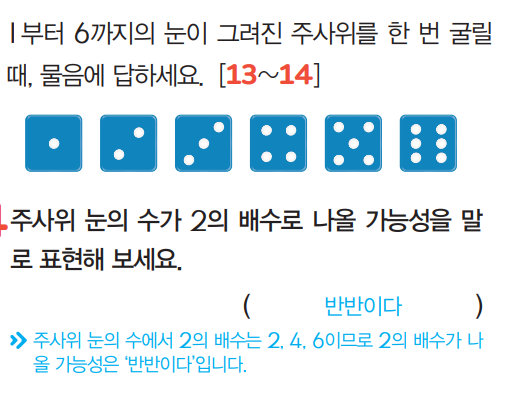 1부터 6까지의 눈이 그려진 주사위를 한 번 굴릴
때, 물음에 답하세요. [13~14]
주사위 눈의 수가 2의 배수로 나올 가능성을 말
로 표현해 보세요.
( 반반이다 )
주사위 눈의 수에서 2의 배수는 2, 4, 6이므로 2의 배수가 나
올 가능성은 ‘반반이다’입니다.